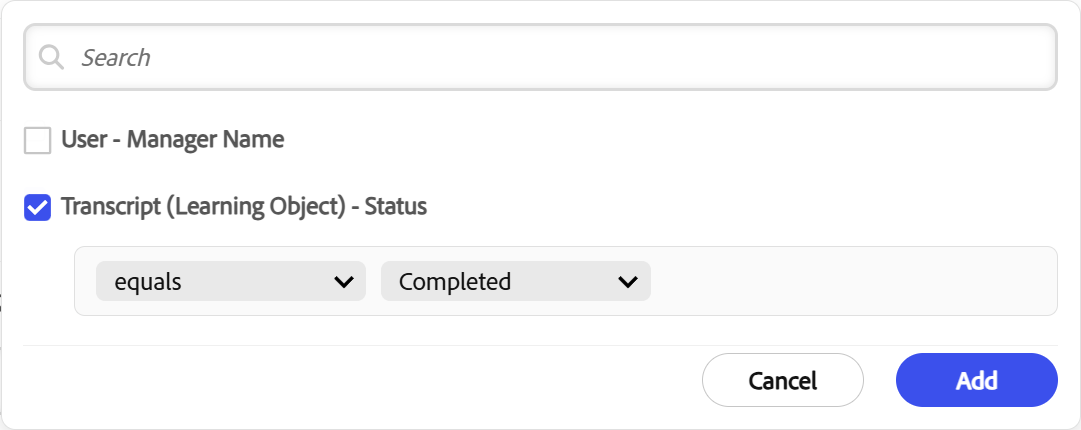 Search
User - Manager Name
Transcript (Learning Object) - Status
equals Completed
Cancel Add